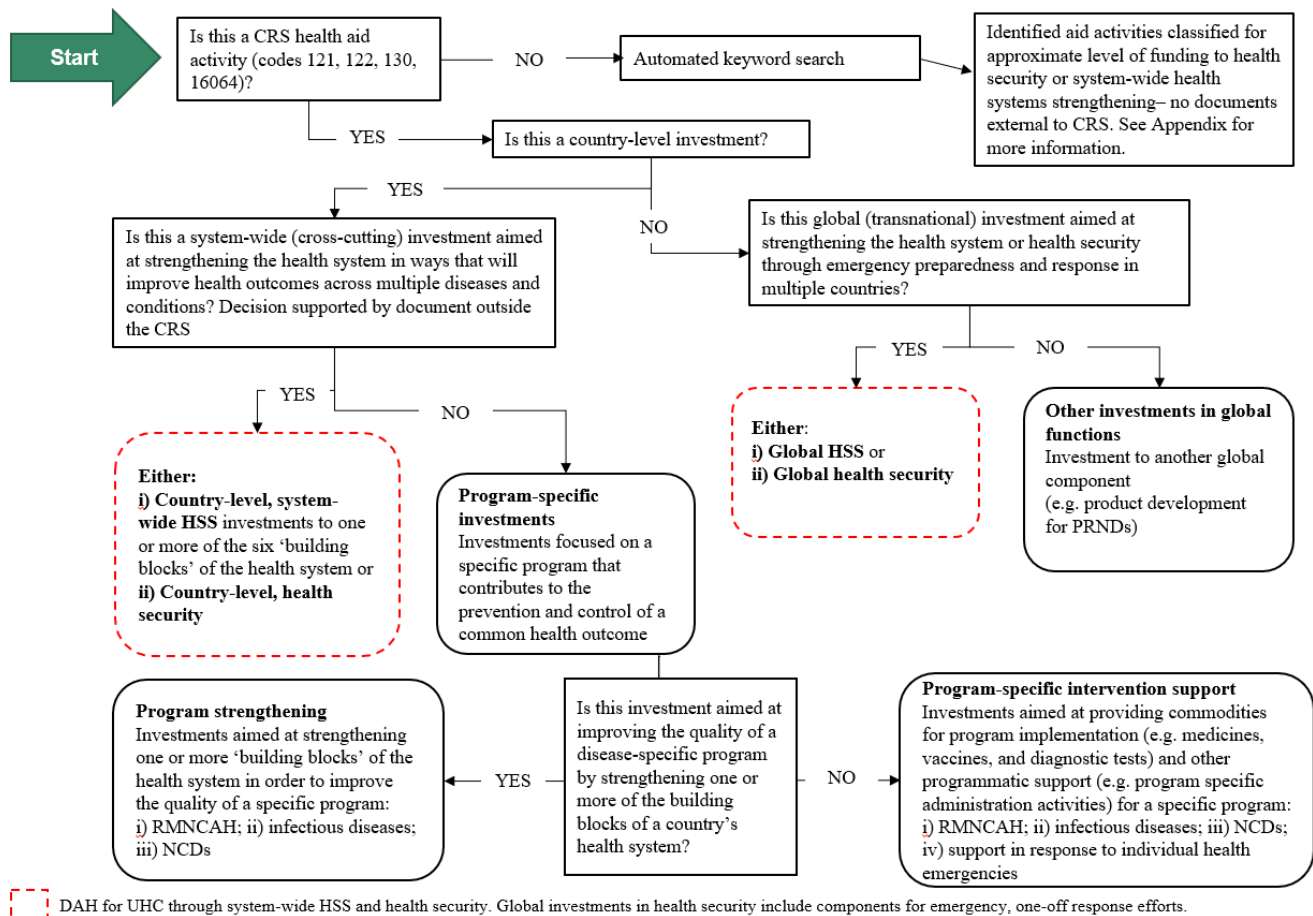 Start
Is this a CRS health aid
activity (codes 121, 122, 130,
16064)?
NO
Automated keyword search
Identified aid activities classified for
approximate level of funding to health
security or system-wide health
systems strengthening– no documents
external to CRS. See Appendix for
more information.
YES
Is this a country-level investment?
YES
NO
Is this a system-wide (cross-cutting) investment aimed
at strengthening the health system in ways that will
improve health outcomes across multiple diseases and
conditions? Decision supported by document outside
the CRS
Is this global (transnational) investment aimed at
strengthening the health system or health security
through emergency preparedness and response in
multiple countries?
YES
NO
YES
NO
Either:
i) Country-level, system-
wide HSS investments to one
or more of the six ‘building
blocks’ of the health system or
ii) Country-level, health
security
Program-specific
investments
Investments focused on a
specific program that
contributes to the
prevention and control of a
common health outcome
Either:
i) Global HSS or
ii) Global health security
Other investments in global
functions
Investment to another global
component
(e.g. product development
for PRNDs)
Program strengthening
Investments aimed at strengthening
one or more ‘building blocks’ of the
health system in order to improve
the quality of a specific program:
i) RMNCAH; ii) infectious diseases;
iii) NCDs
YES
Is this investment aimed at
improving the quality of a
disease-specific program
by strengthening one or
more of the building
blocks of a country’s
health system?
NO
Program-specific intervention support
Investments aimed at providing commodities
for program implementation (e.g. medicines,
vaccines, and diagnostic tests) and other
programmatic support (e.g. program specific
administration activities) for a specific program:
i) RMNCAH; ii) infectious diseases; iii) NCDs;
iv) support in response to individual health
emergencies
DAH for UHC through system-wide HSS and health security. Global investments in health security include components for emergency, one-off response efforts.